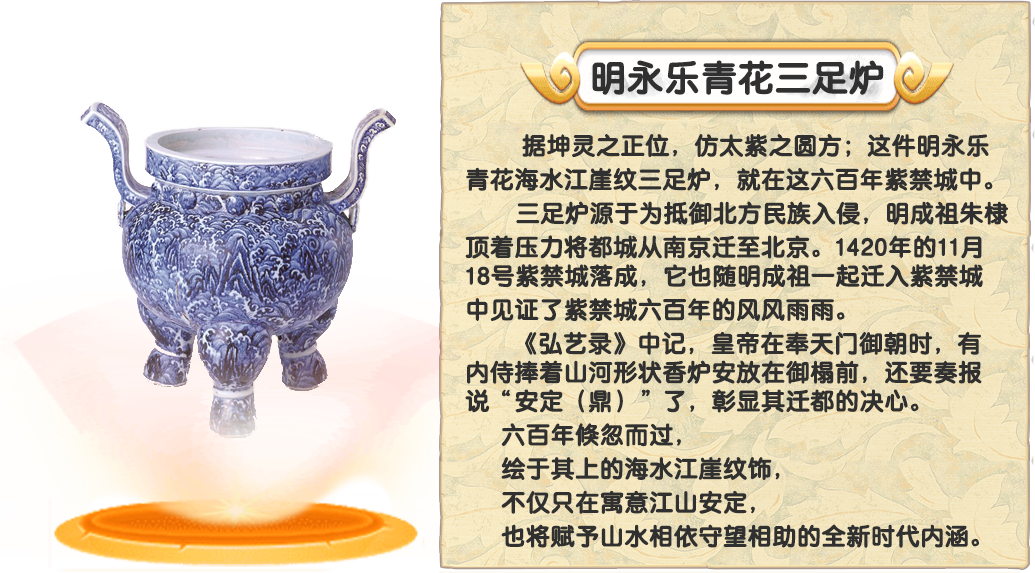 明永乐青花三足炉
据坤灵之正位，仿太紫之圆方；这件明永乐
青花海水江崖纹三足炉，就在这六百年紫禁城中。
三足炉源于为抵御北方民族入侵，明成祖朱棣
顶着压力将都城从南京迁至北京。1420年的11月
18号紫禁城落成，它也随明成祖一起迁入紫禁城
中见证了紫禁城六百年的风风雨雨。
《弘艺录》中记，皇帝在奉天门御朝时，有
内侍捧着山河形状香炉安放在御榻前，还要奏报
说“安定（鼎）”了，彰显其迁都的决心。
六百年倏忽而过，
绘于其上的海水江崖纹饰，
不仅只在寓意江山安定，
也将赋予山水相依守望相助的全新时代内涵。